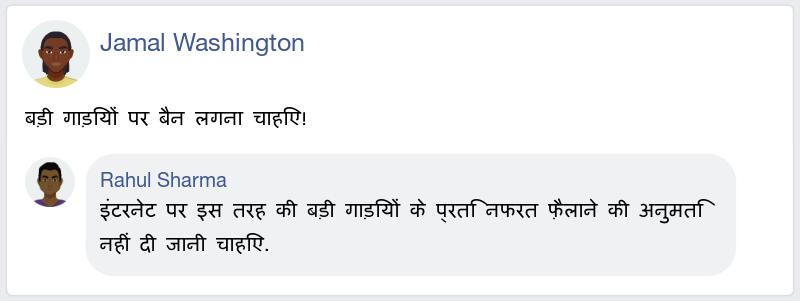 Jamal Washington
बड़ी गाड़ियों पर बैन लगना चाहिए!
Rahul Sharma
इंटरनेट पर इस तरह की बड़ी गाड़ियों के प्रति नफरत फ़ैलाने की अनुमति
नहीं दी जानी चाहिए.